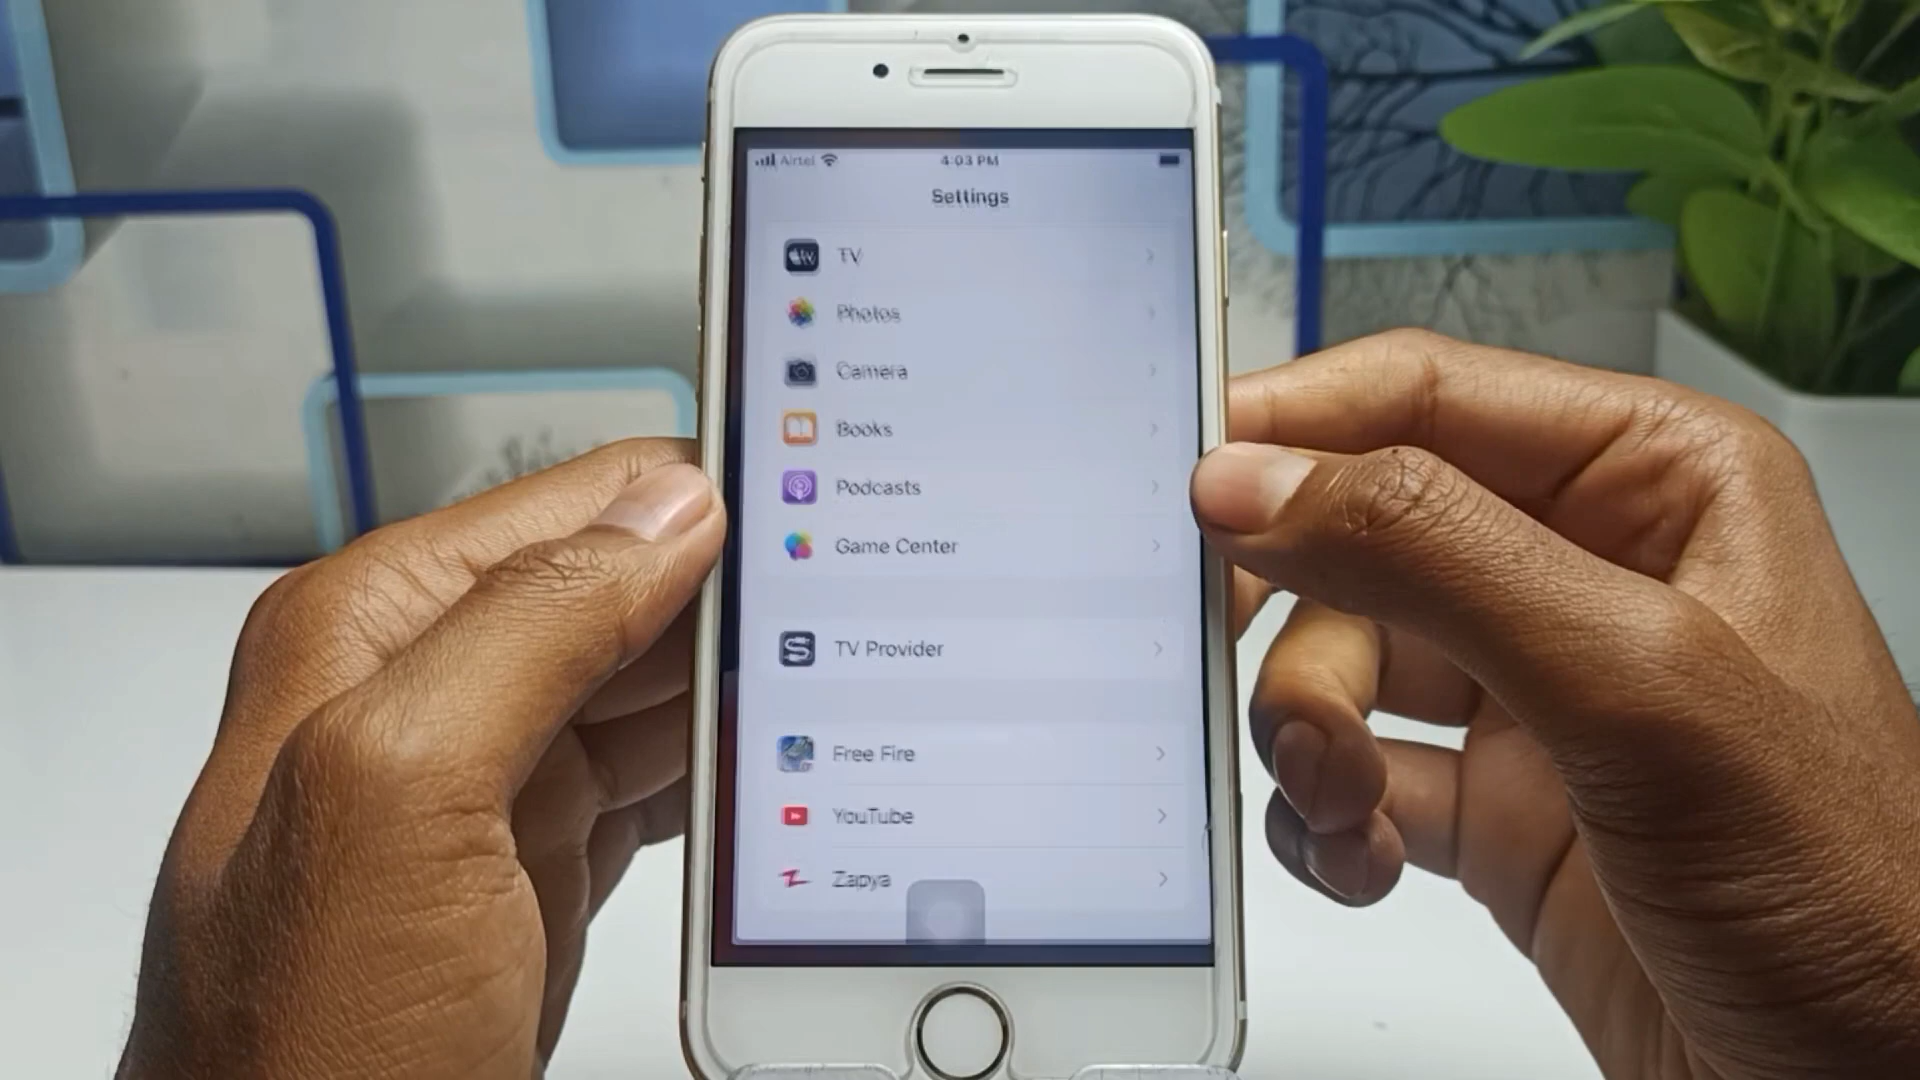 Airtel 4:03 PM
Settings
TV
Photos
Camera
Books
Podcasts
Game Center
TV Provider
Free Fire
YouTube
Zapya